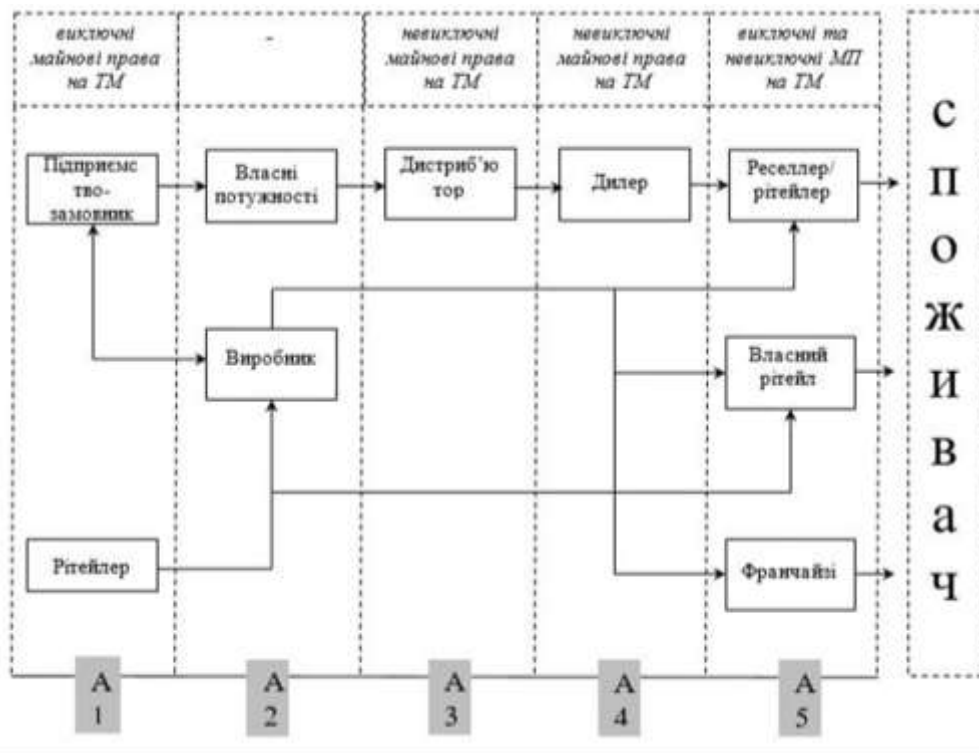 виключні
майнові права
на ТМ
-
невиключні
майнові права
на ТМ
невиключні
майнові права
на ТМ
виключні та
невиключні МП
на ТМ
Підприємс
тво-
замовник
Власні
потужності
Дистриб’ю
тор
Дилер
Реселлер/
рітейлер
Виробник
Власний
рітейл
Рітейлер
Франчайзі
А
1
А
2
А
3
А
4
А
5
с
П
о
Ж
и
в
а
ч